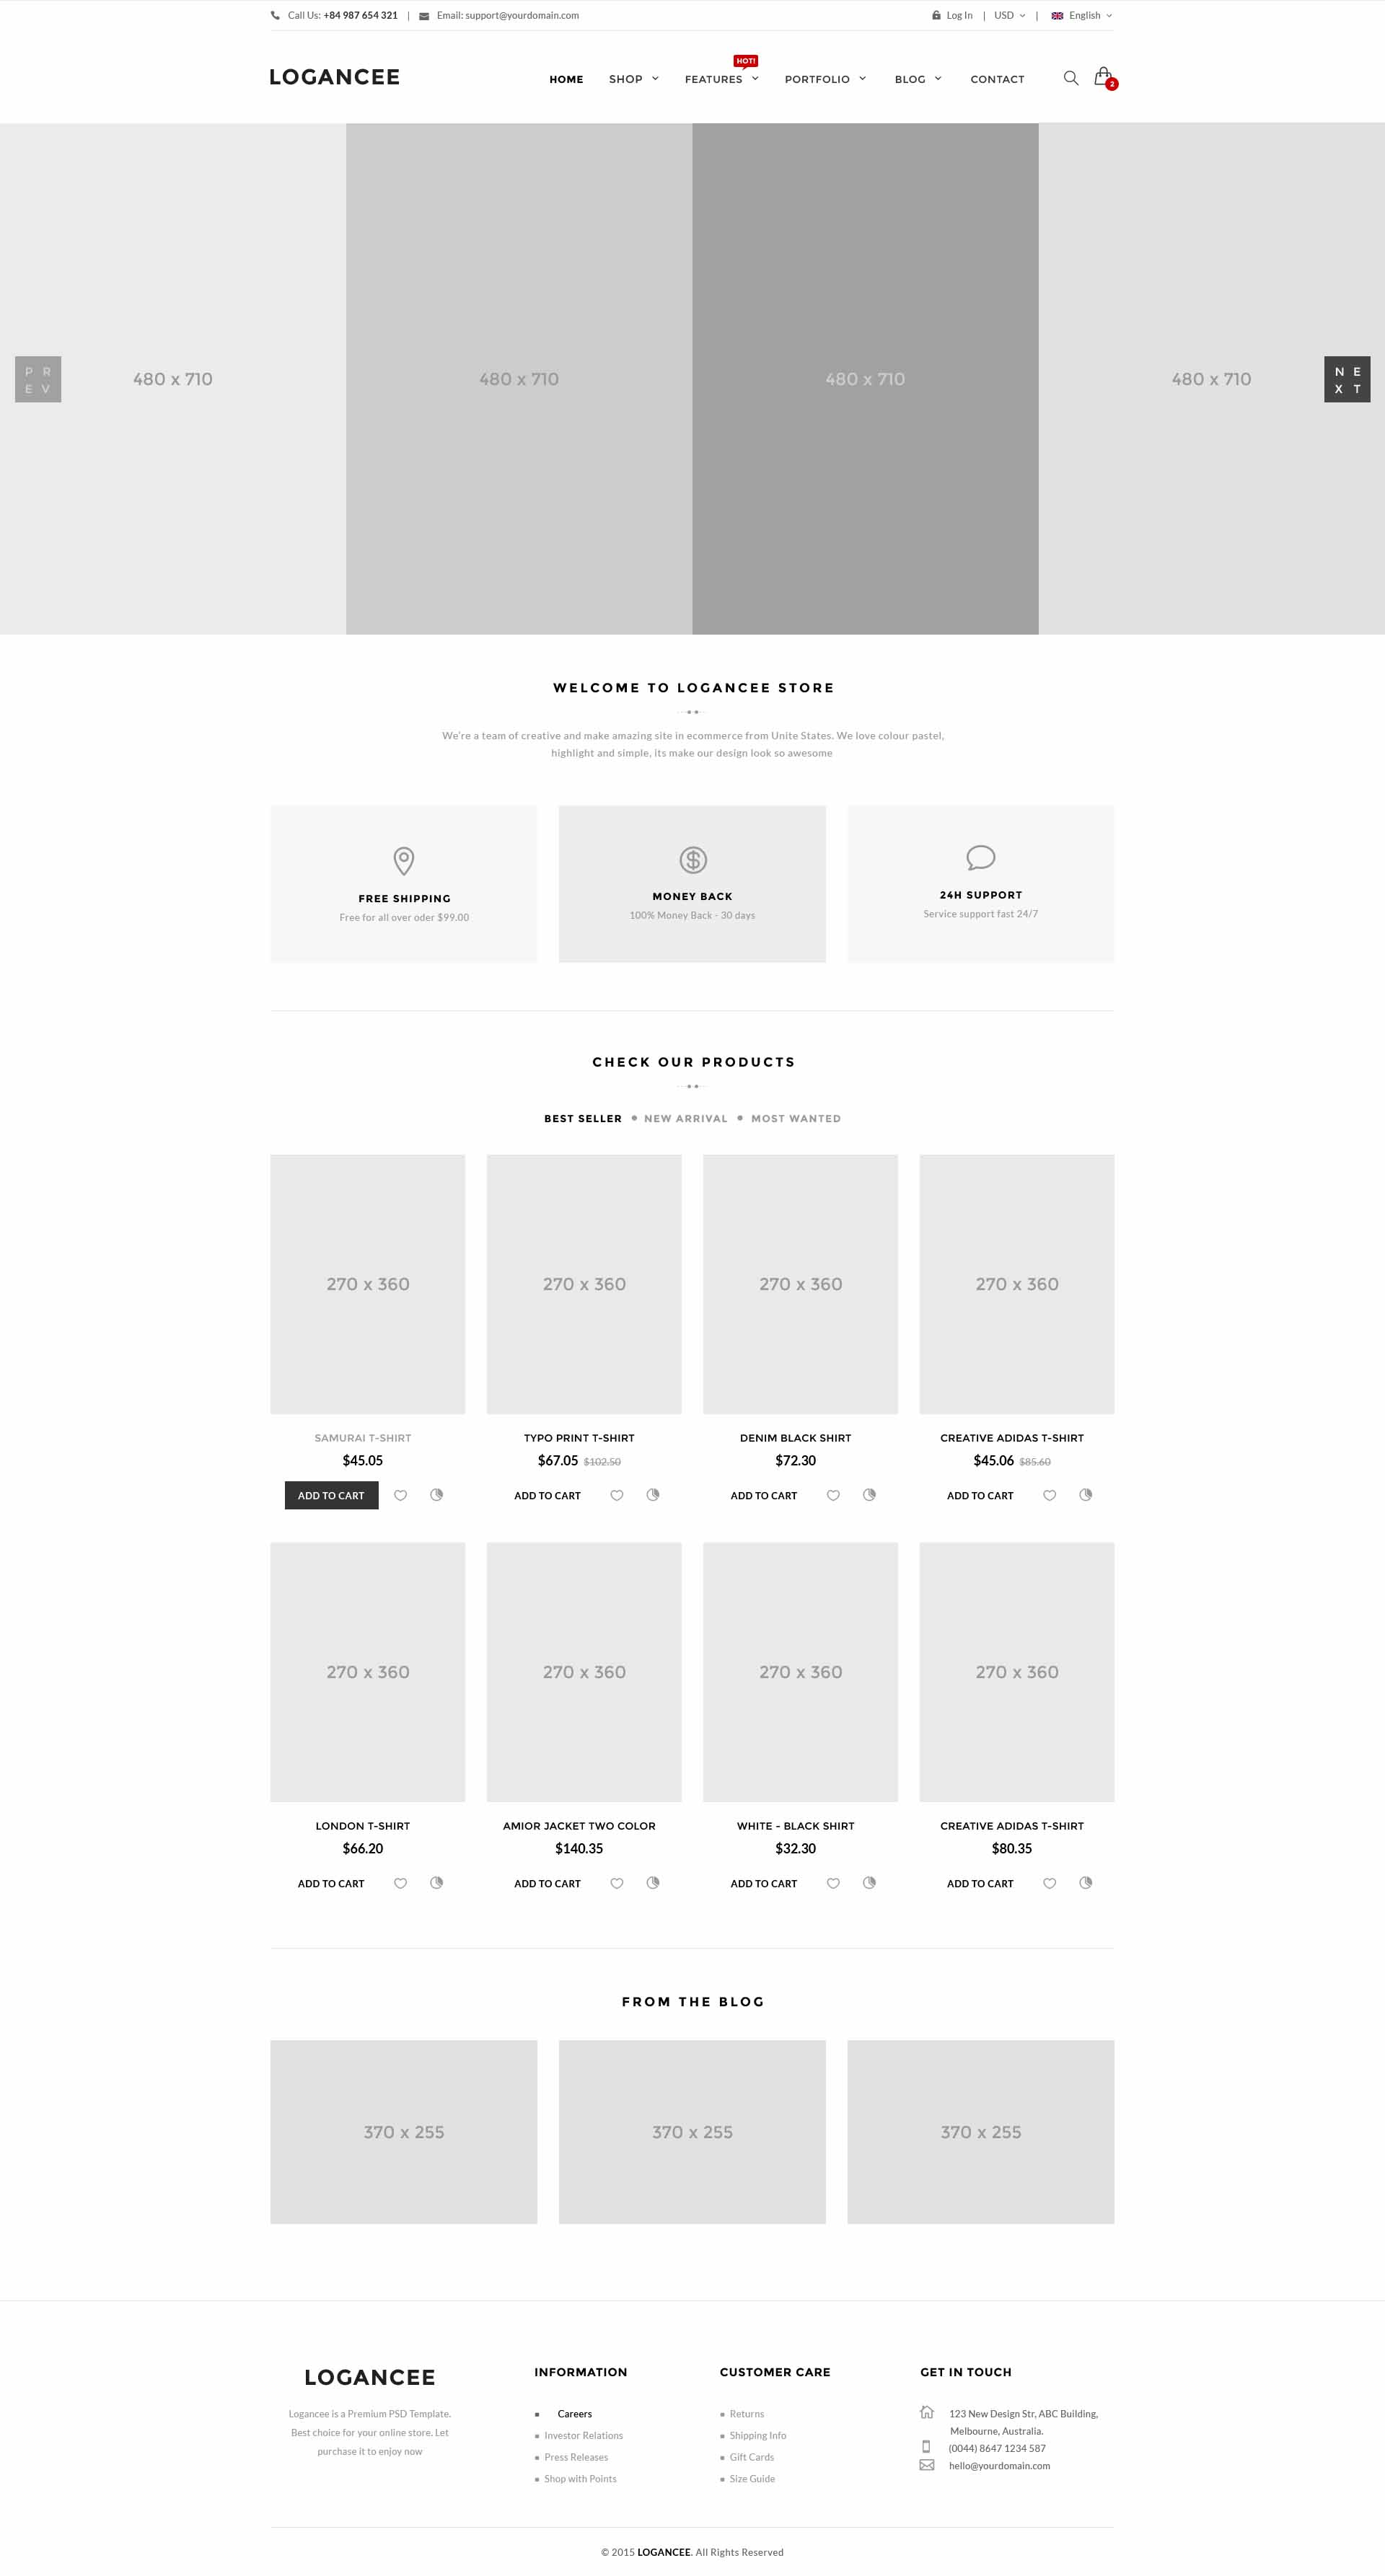 Call Us: +84 987 654 321 | Email: support@yourdomain.com
Log In | USD | English
LOGANCEE
HOT!
HOME SHOP FEATURES PORTFOLIO BLOG CONTACT
2
PR
EV
480 x 710
480 x 710
480 x 710
480 x 710
NE
XT
WELCOME TO LOGANCEE STORE
We're a team of creative and make amazing site in ecommerce from Unite States. We love colour pastel,
highlight and simple, its make our design look so awesome
FREE SHIPPING
Free for all over oder $99.00
MONEY BACK
100% Money Back - 30 days
24H SUPPORT
Service support fast 24/7
CHECK OUR PRODUCTS
BEST SELLER • NEW ARRIVAL • MOST WANTED
270 x 360
270 x 360
270 x 360
270 x 360
SAMURAI T-SHIRT
$45.05
ADD TO CART
TYPO PRINT T-SHIRT
$67.05 $102.50
ADD TO CART
DENIM BLACK SHIRT
$72.30
ADD TO CART
CREATIVE ADIDAS T-SHIRT
$45.06 $85.60
ADD TO CART
270 x 360
270 x 360
270 x 360
270 x 360
LONDON T-SHIRT
$66.20
ADD TO CART
AMIOR JACKET TWO COLOR
$140.35
ADD TO CART
WHITE - BLACK SHIRT
$32.30
ADD TO CART
CREATIVE ADIDAS T-SHIRT
$80.35
ADD TO CART
FROM THE BLOG
370 x 255
370 x 255
370 x 255
LOGANCEE
Logancee is a Premium PSD Template.
Best choice for your online store. Let
purchase it to enjoy now
INFORMATION
Careers
Investor Relations
Press Releases
Shop with Points
CUSTOMER CARE
Returns
Shipping Info
Gift Cards
Size Guide
GET IN TOUCH
123 New Design Str, ABC Building,
Melbourne, Australia.
(0044) 8647 1234 587
hello@yourdomain.com
© 2015 LOGANCEE. All Rights Reserved